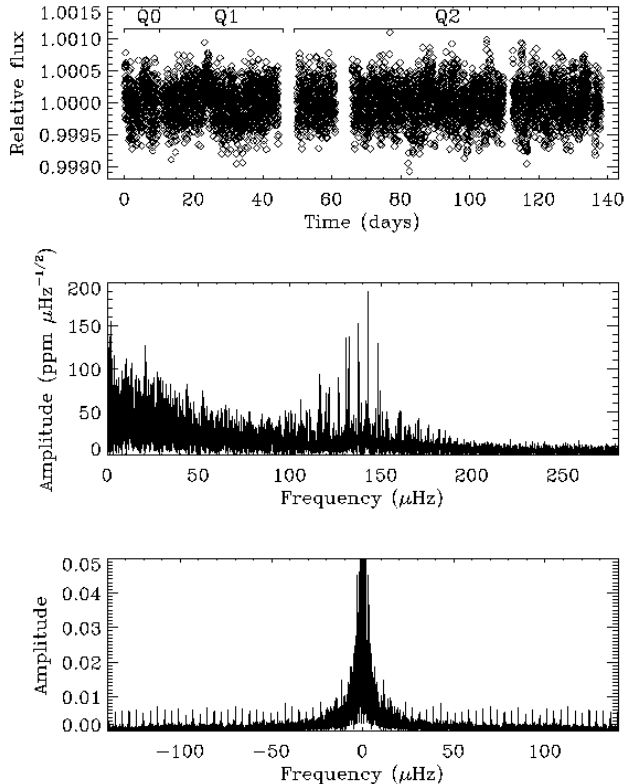 Q0 Q1 Q2
1.0015
1.0010
1.0005
1.0000
0.9995
0.9990
Relative flux
0 20 40 60 80 100 120 140
Time (days)
200
150
100
50
0
Amplitude (ppm μHz⁻¹/²)
0 50 100 150 200 250
Frequency (μHz)
0.05
0.04
0.03
0.02
0.01
0.00
Amplitude
−100 −50 0 50 100
Frequency (μHz)